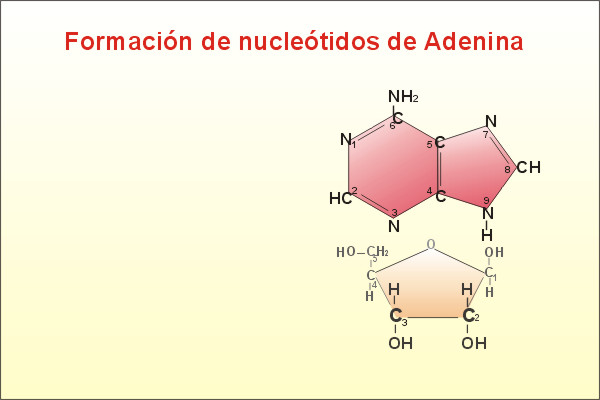 Formación de nucleótidos de Adenina
NH2
C
6
N 1
5 C
N
7
8 CH
HC 2
4 C
3
N
9
N
H
HO–CH2
5
O
OH
C 4
C 1
H
H
H
H
C 3
C 2
OH
OH